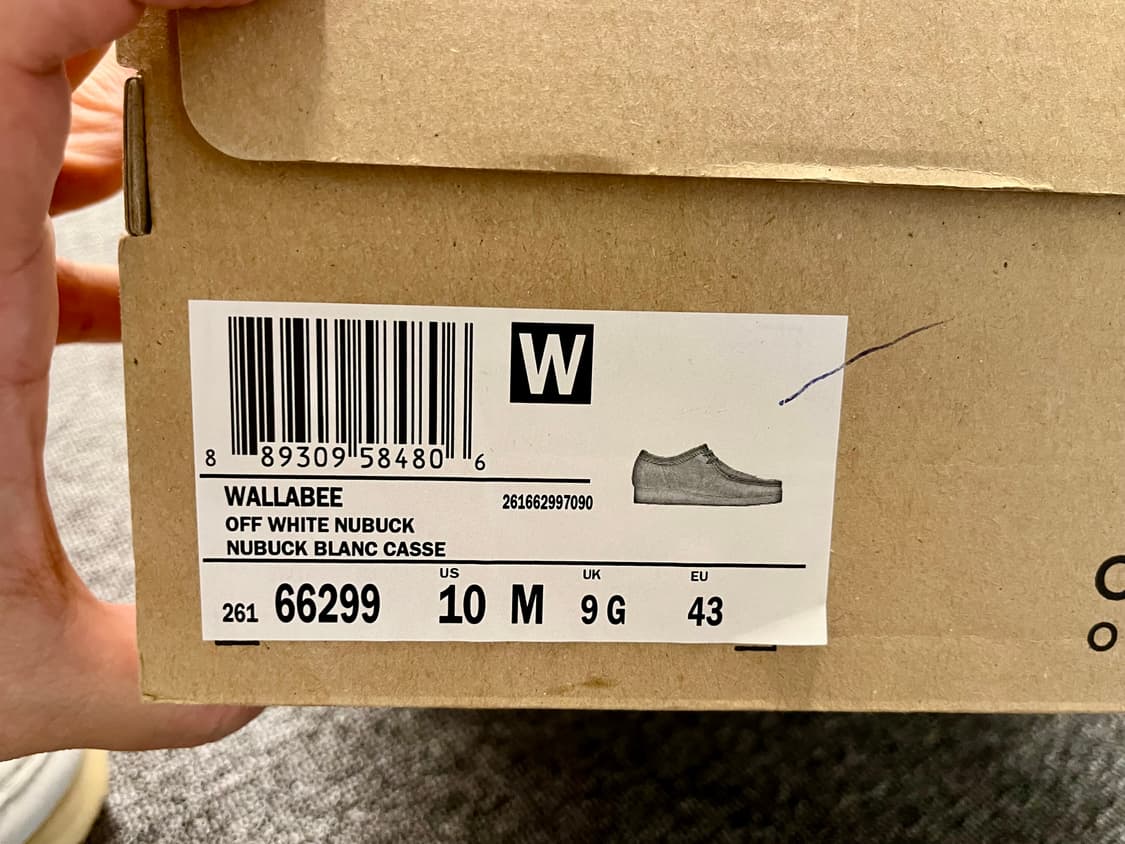 W
8 89309 58480 6
WALLABEE
261662997090
OFF WHITE NUBUCK
NUBUCK BLANC CASSE
US UK EU
261 66299 10 M 9 G 43